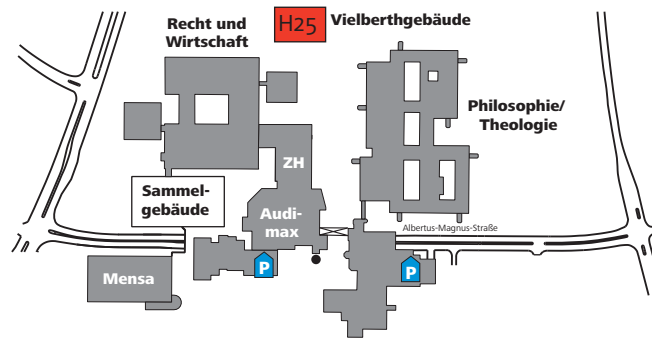 H25
Vielberthgebäude
Recht und
Wirtschaft
Philosophie/
Theologie
ZH
Sammel-
gebäude
Audi-
max
Albertus-Magnus-Straße
Mensa
P
P